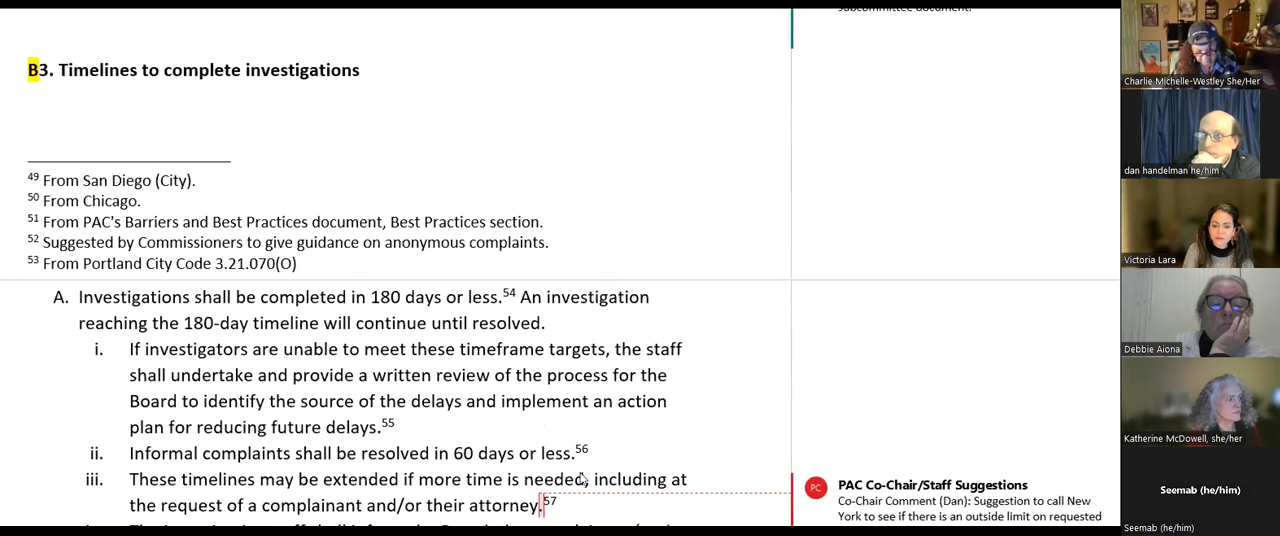 subcommittee document.
B3. Timelines to complete investigations
49 From San Diego (City).
50 From Chicago.
51 From PAC's Barriers and Best Practices document, Best Practices section.
52 Suggested by Commissioners to give guidance on anonymous complaints.
53 From Portland City Code 3.21.070(O)
A. Investigations shall be completed in 180 days or less.54 An investigation
reaching the 180-day timeline will continue until resolved.
i. If investigators are unable to meet these timeframe targets, the staff
shall undertake and provide a written review of the process for the
Board to identify the source of the delays and implement an action
plan for reducing future delays.55
ii. Informal complaints shall be resolved in 60 days or less.56
iii. These timelines may be extended if more time is needed, including at
the request of a complainant and/or their attorney.57
PC PAC Co-Chair/Staff Suggestions
Co-Chair Comment (Dan): Suggestion to call New
York to see if there is an outside limit on requested
Charlie Michelle-Westley She/Her
dan handelman he/him
Victoria Lara
Debbie Aiona
Katherine McDowell, she/her
Seemab (he/him)
Seemab (he/him)